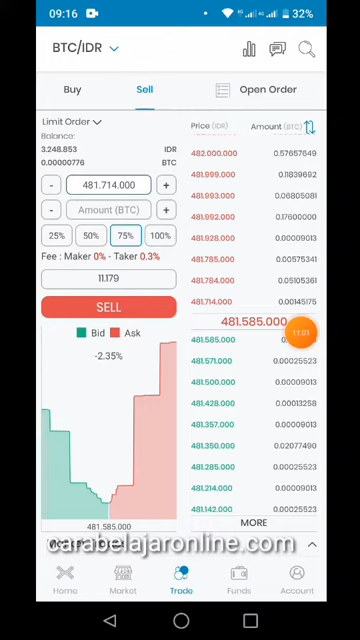 09:16
4G
4G
32%
BTC/IDR
Buy
Sell
Open Order
Limit Order
Balance:
3.248.853 IDR
0.00000776 BTC
- 481.714.000 +
- Amount (BTC) +
25% 50% 75% 100%
Fee : Maker 0% - Taker 0.3%
11.179
SELL
Bid Ask
-2.35%
481.585.000
Price (IDR) Amount (BTC)
482.000.000 0.57657649
481.999.000 0.11839692
481.993.000 0.06805081
481.992.000 0.17600000
481.928.000 0.00009013
481.785.000 0.00575341
481.784.000 0.05105361
481.714.000 0.00145175
481.585.000
11:01
481.585.000
481.571.000 0.00025523
481.500.000 0.00009013
481.428.000 0.00013258
481.357.000 0.00009013
481.350.000 0.02077490
481.285.000 0.00025523
481.214.000 0.00009013
481.142.000 0.00025523
MORE
carabelajaronline.com
Home
Market
Trade
Funds
Account